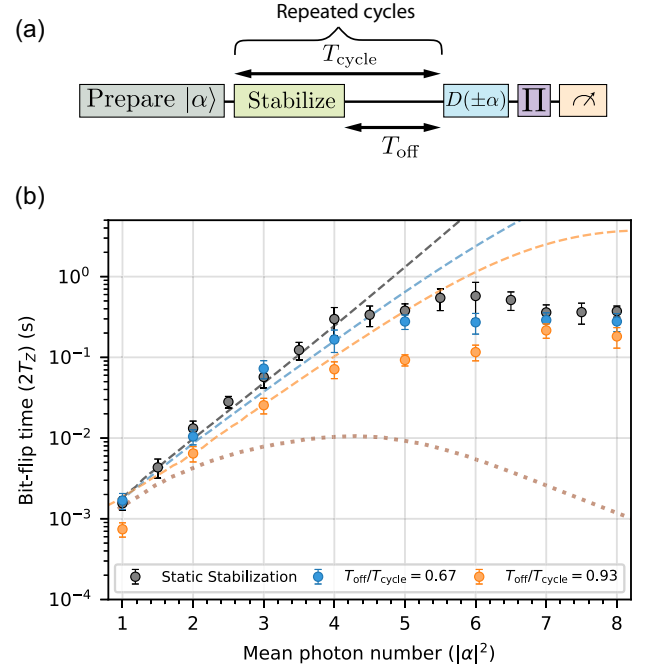 (a)
Repeated cycles
T_cycle
Prepare |α⟩
Stabilize
D(±α)
Π
T_off
(b)
Bit-flip time (2T_Z) (s)
10^0
10^−1
10^−2
10^−3
10^−4
Static Stabilization
T_off/T_cycle = 0.67
T_off/T_cycle = 0.93
1 2 3 4 5 6 7 8
Mean photon number (|α|^2)